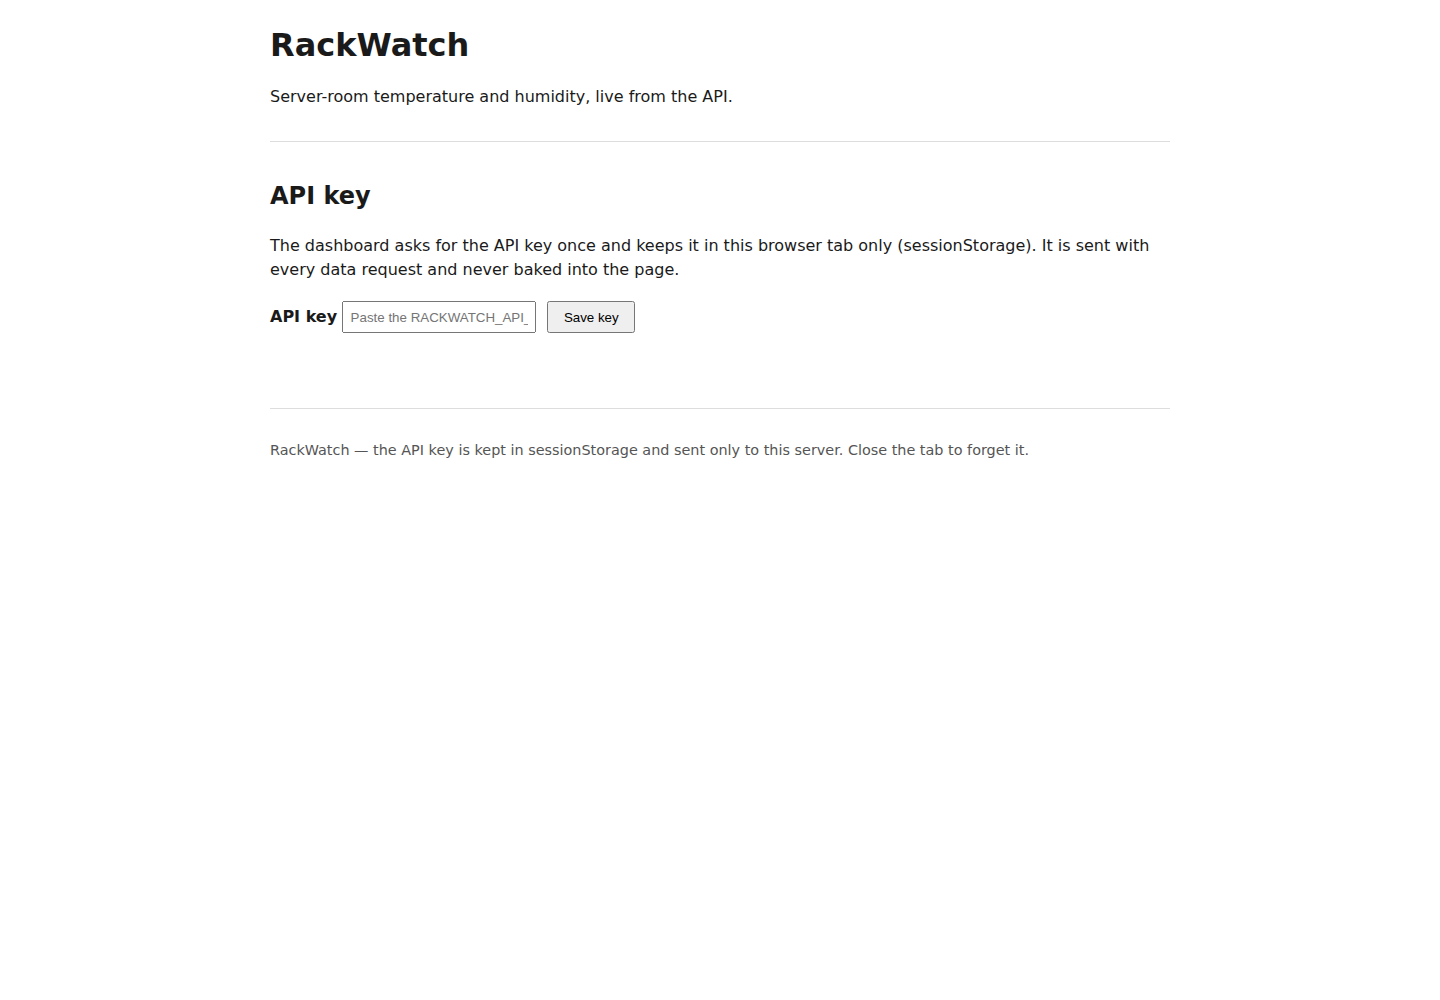 RackWatch
Server-room temperature and humidity, live from the API.
API key
The dashboard asks for the API key once and keeps it in this browser tab only (sessionStorage). It is sent with
every data request and never baked into the page.
API key Paste the RACKWATCH_API_ Save key
RackWatch — the API key is kept in sessionStorage and sent only to this server. Close the tab to forget it.